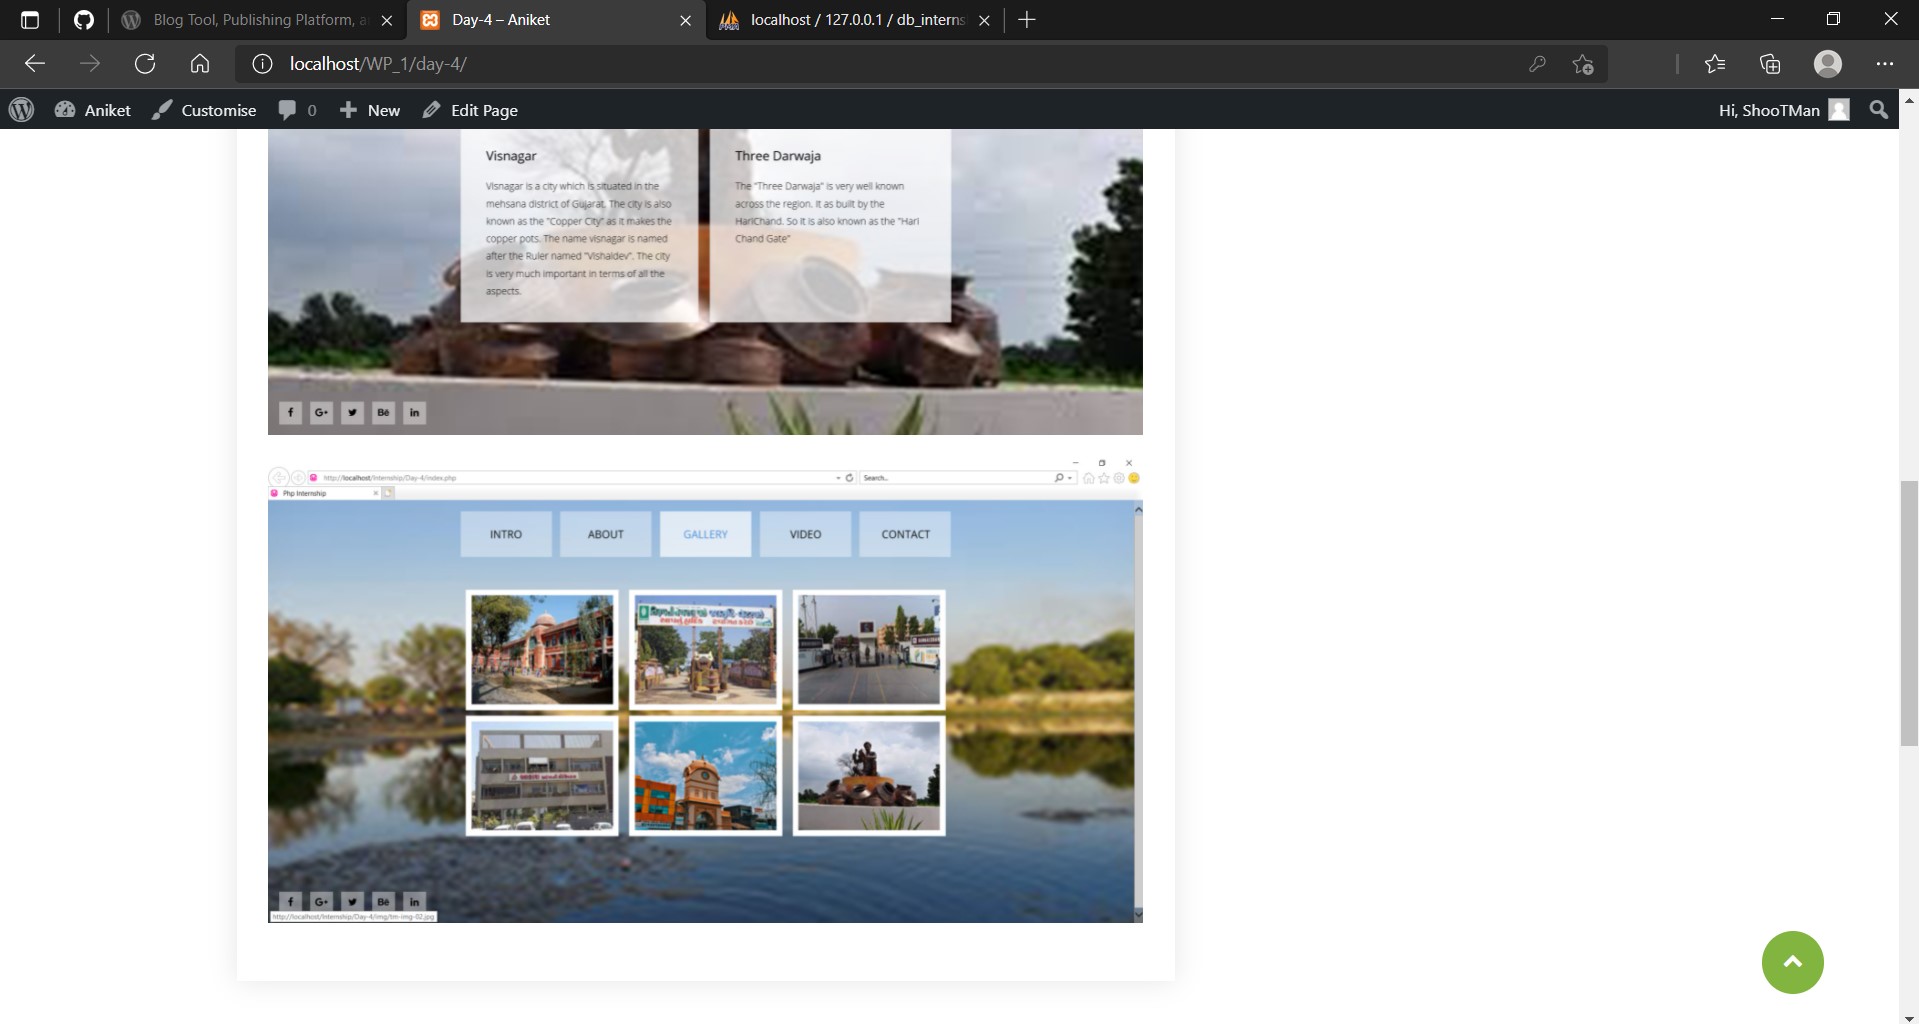 Blog Tool, Publishing Platform, a
Day-4 – Aniket
localhost / 127.0.0.1 / db_interns
localhost/WP_1/day-4/
Aniket
Customise
0
New
Edit Page
Hi, ShooTMan
Visnagar
Visnagar is a city which is situated in the
mehsana district of Gujarat. The city is also
known as the "Copper City" as it makes the
copper pots. The name visnagar is named
after the Ruler named "Vishaldev". The city
is very much important in terms of all the
aspects.
Three Darwaja
The "Three Darwaja" is very well known
across the region. It as built by the
HariChand. So it is also known as the "Hari
Chand Gate"
f G+ Bē in
http://localhost/Internship/Day-4/index.php
Search...
Php Internship
INTRO
ABOUT
GALLERY
VIDEO
CONTACT
f G+ Bē in
http://localhost/Internship/Day-4/img/tm-img-02.jpg